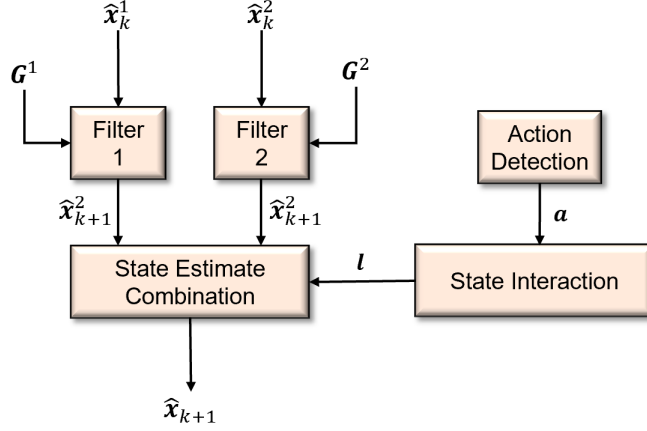 x̂¹ₖ
x̂²ₖ
G¹
G²
Filter
1
Filter
2
Action
Detection
x̂²ₖ₊₁
x̂²ₖ₊₁
a
State Estimate
Combination
l
State Interaction
x̂ₖ₊₁